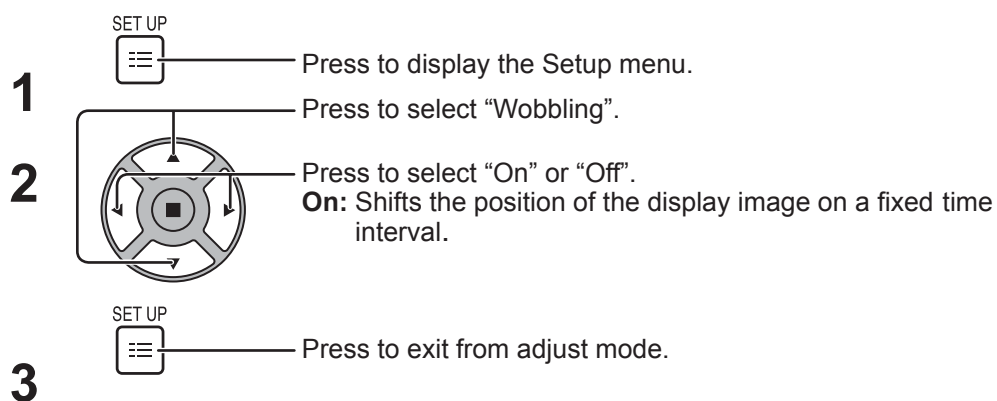 SET UP
1
Press to display the Setup menu.
Press to select “Wobbling”.
2
Press to select “On” or “Off”.
On: Shifts the position of the display image on a fixed time
interval.
SET UP
Press to exit from adjust mode.
3